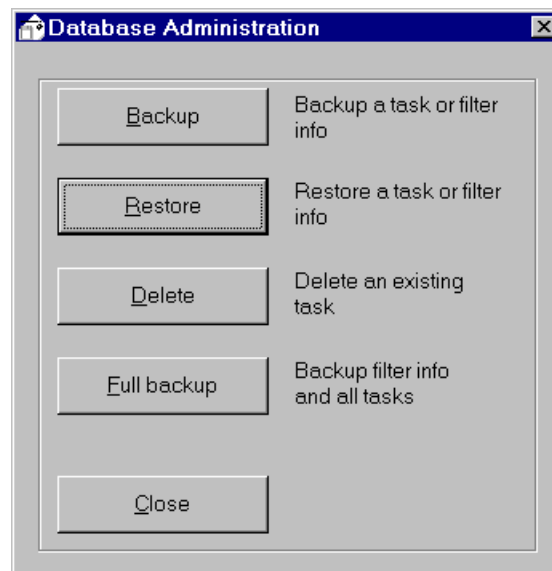 Database Administration
Backup
Backup a task or filter
info
Restore
Restore a task or filter
info
Delete
Delete an existing
task
Full backup
Backup filter info
and all tasks
Close